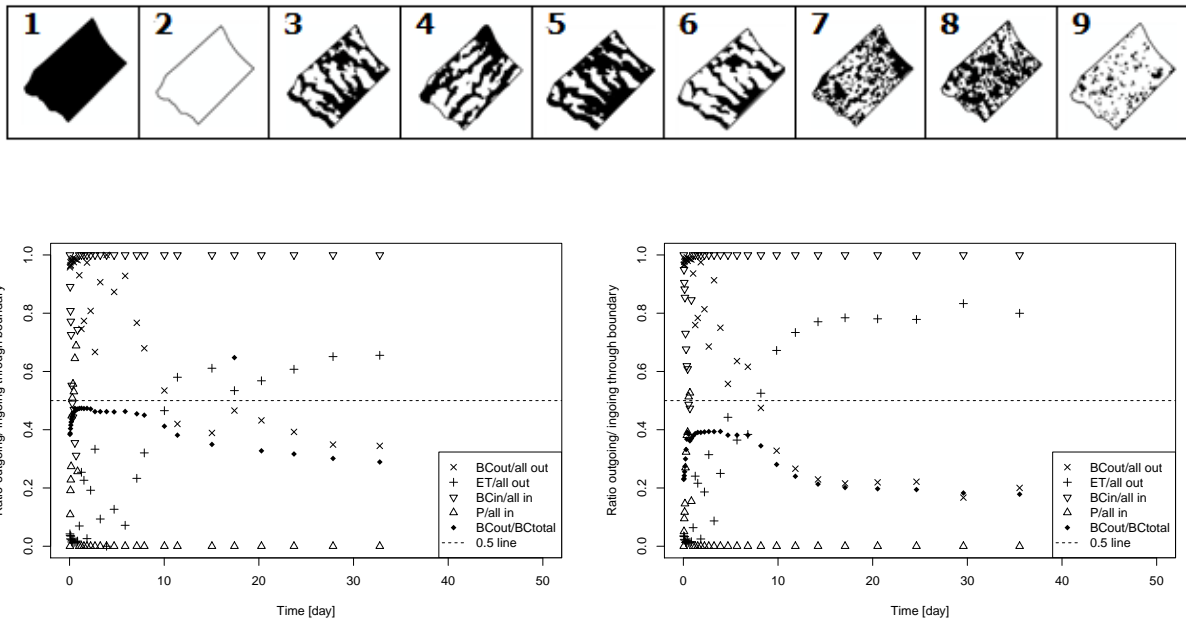 1 2 3 4 5 6 7 8 9
Ratio outgoing/ ingoing through boundary
0.0 0.2 0.4 0.6 0.8 1.0
BCout/all out
ET/all out
BCin/all in
P/all in
BCout/BCtotal
0.5 line
0 10 20 30 40 50
Time [day]
Ratio outgoing/ ingoing through boundary
0.0 0.2 0.4 0.6 0.8 1.0
BCout/all out
ET/all out
BCin/all in
P/all in
BCout/BCtotal
0.5 line
0 10 20 30 40 50
Time [day]